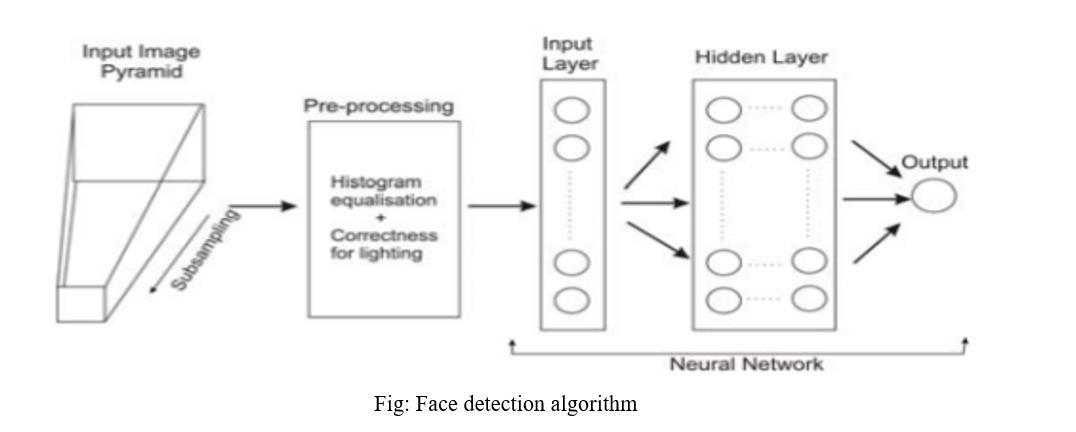 Input Image
Pyramid
Subsampling
Pre-processing
Histogram
equalisation
+
Correctness
for lighting
Input
Layer
Hidden Layer
Output
Neural Network
Fig: Face detection algorithm